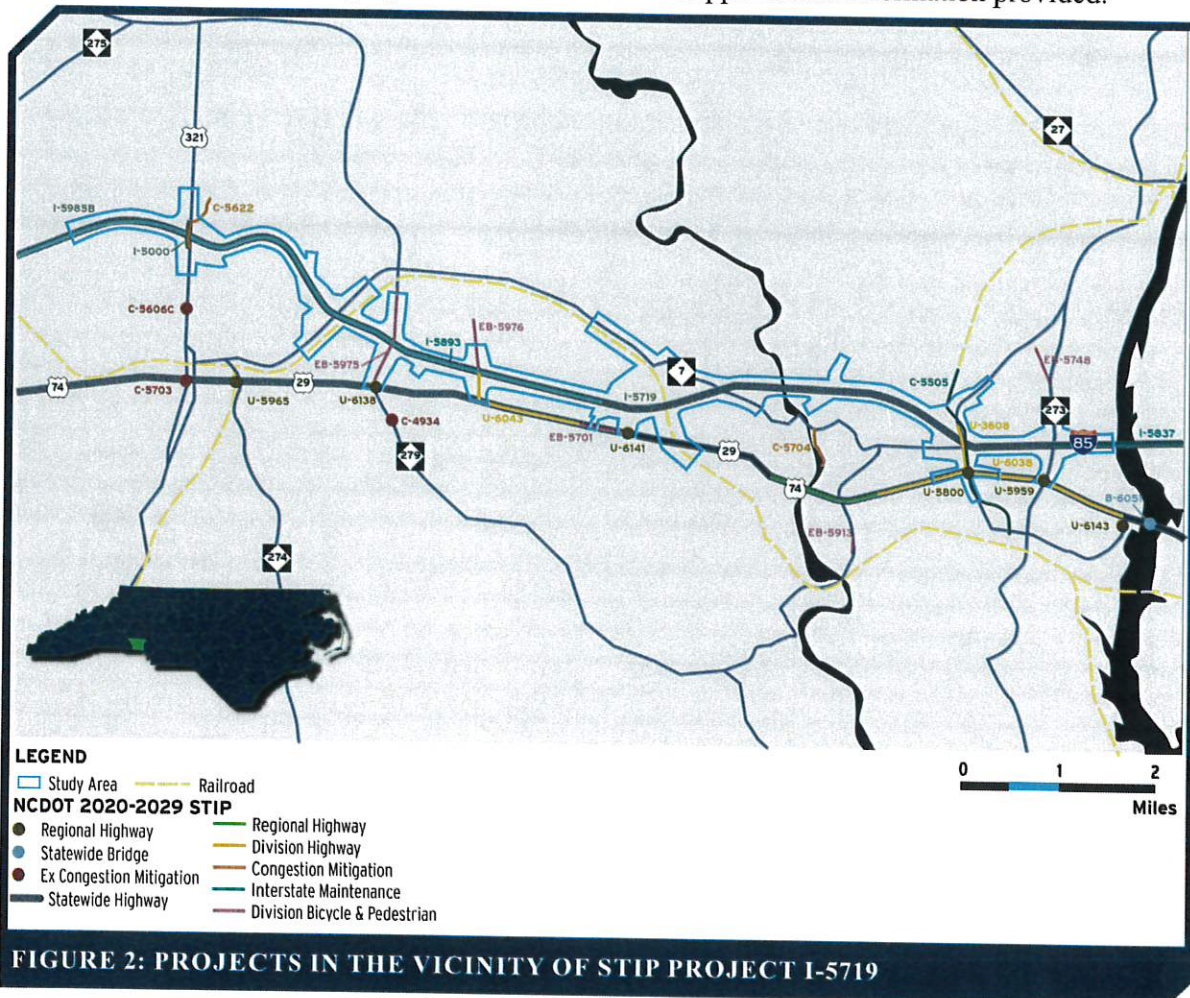 provided.
275
321
27
I-5985B
C-5622
I-5000
C-5606C
EB-5976
I-5893
EB-5975
7
EB-5748
C-5505
I-5719
74
29
C-5703
U-5965
U-6138
U-6043
C-4934
273
U-3608
85
I-5837
EB-5701
U-6141
279
29
C-5704
U-6038
74
U-5800
U-5959
EB-5913
U-6143
274
LEGEND
Study Area
Railroad
NCDOT 2020-2029 STIP
Regional Highway
Statewide Bridge
Ex Congestion Mitigation
Statewide Highway
Regional Highway
Division Highway
Congestion Mitigation
Interstate Maintenance
Division Bicycle & Pedestrian
0 1 2
Miles
FIGURE 2: PROJECTS IN THE VICINITY OF STIP PROJECT I-5719